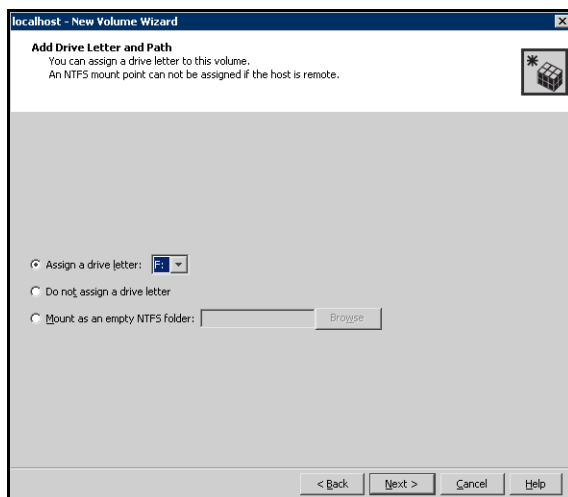 localhost - New Volume Wizard
Add Drive Letter and Path
You can assign a drive letter to this volume.
An NTFS mount point can not be assigned if the host is remote.
Assign a drive letter: F:
Do not assign a drive letter
Mount as an empty NTFS folder: Browse
< Back Next > Cancel Help